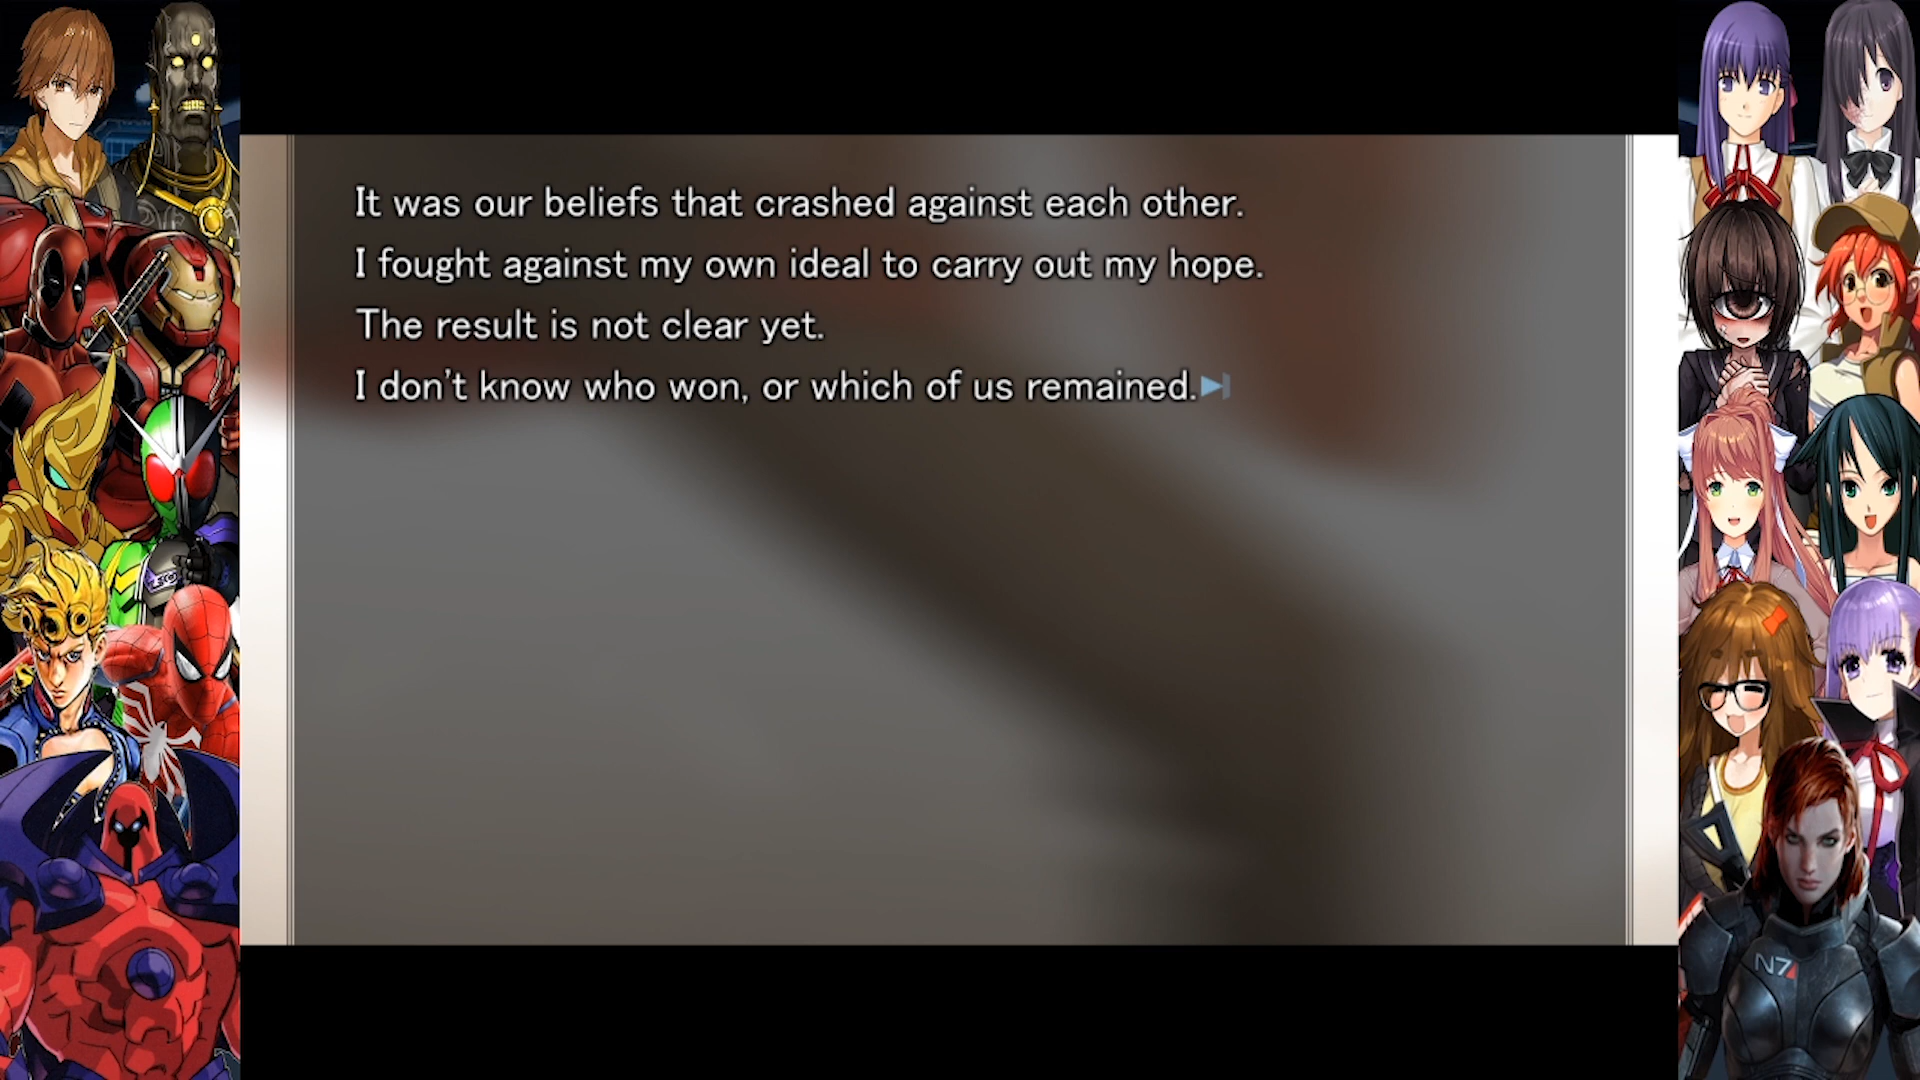 It was our beliefs that crashed against each other.
I fought against my own ideal to carry out my hope.
The result is not clear yet.
I don't know who won, or which of us remained.
N7